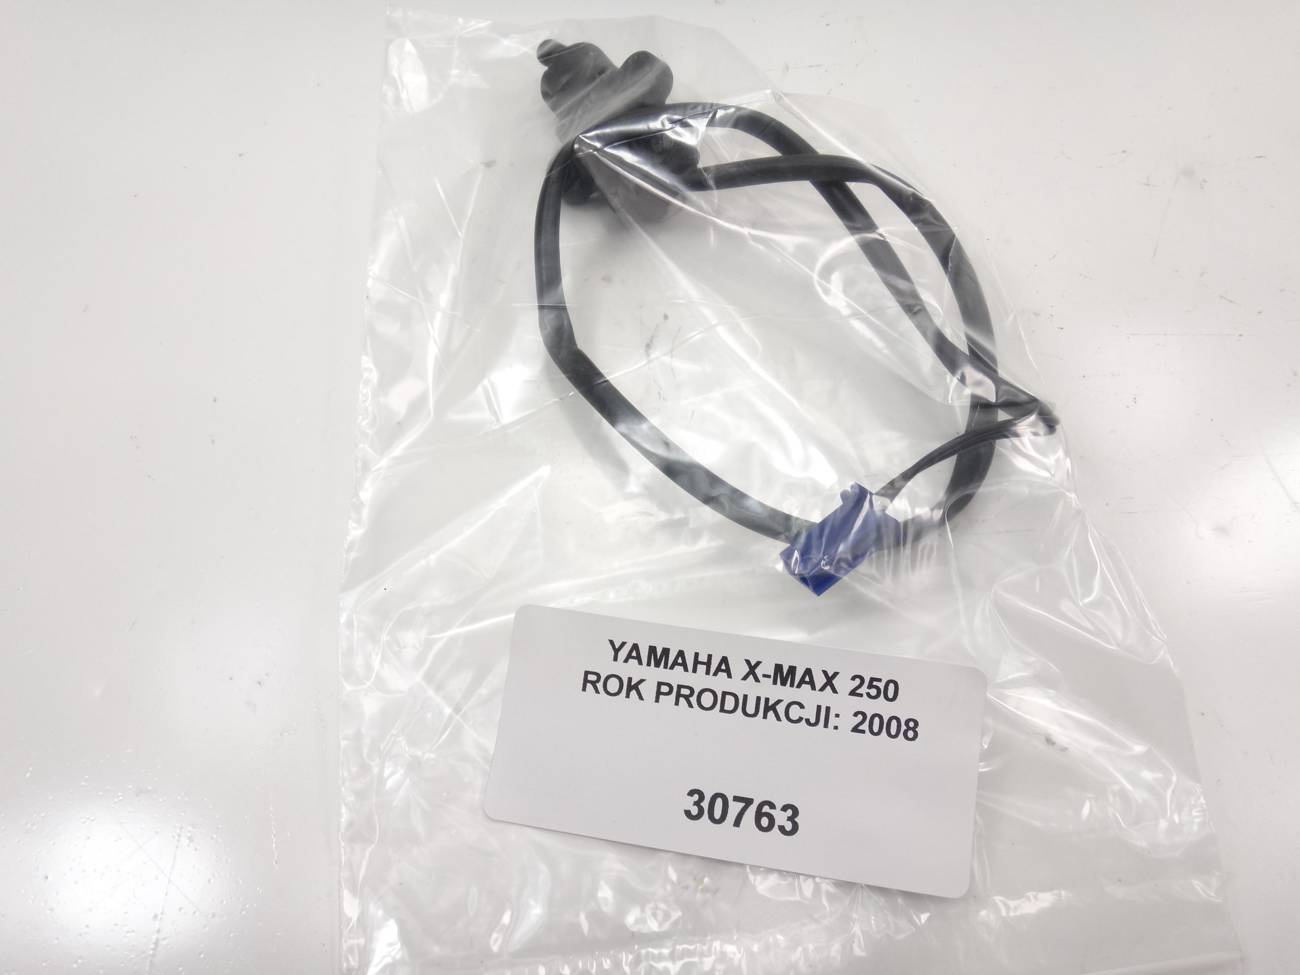 YAMAHA X-MAX 250
ROK PRODUKCJI: 2008
30763